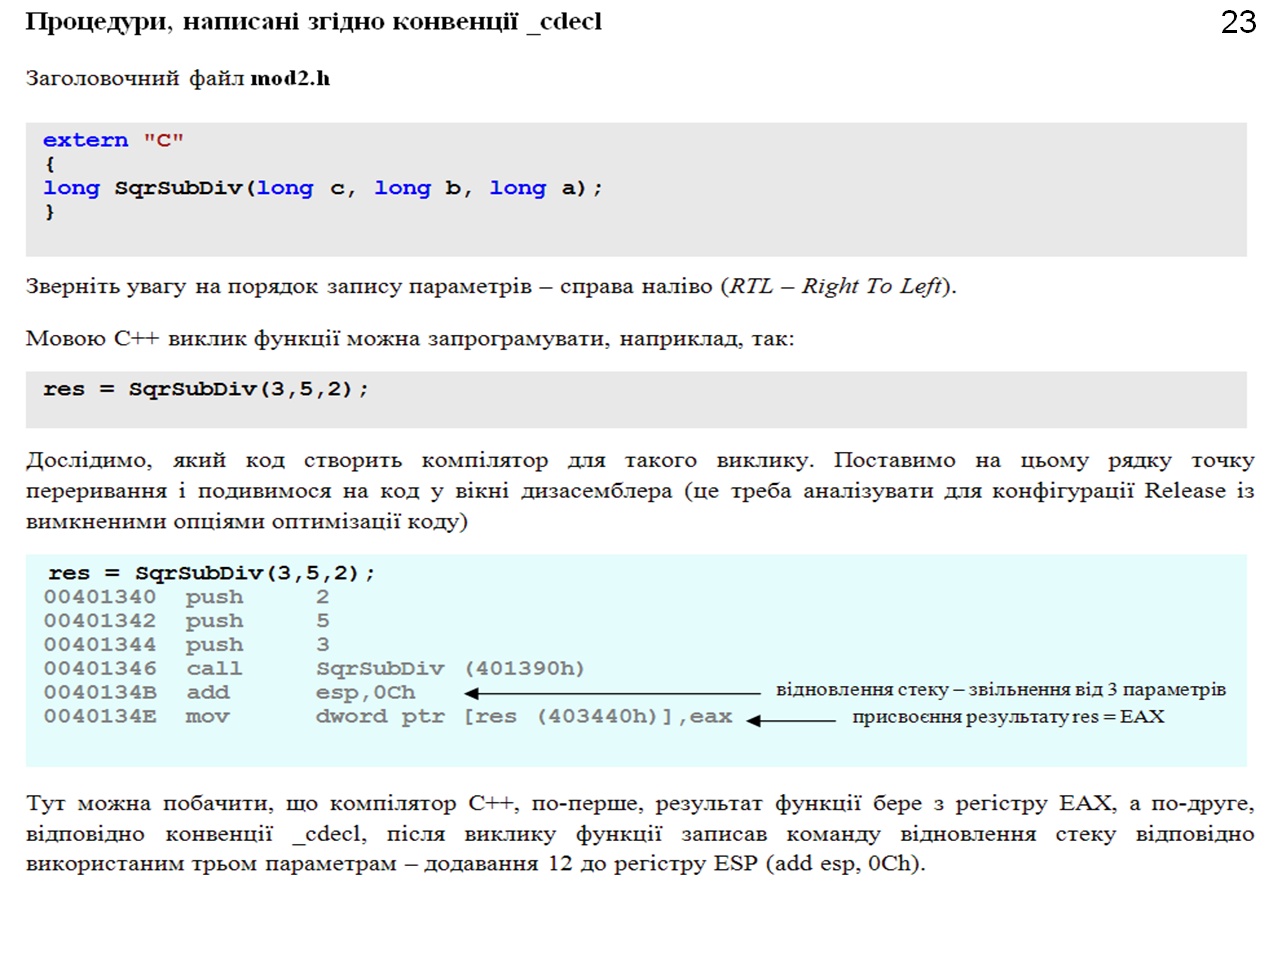 Процедури, написані згідно конвенції _cdecl
23
Заголовочний файл mod2.h
extern "C"
{
long SqrSubDiv(long c, long b, long a);
}
Зверніть увагу на порядок запису параметрів – справа наліво (RTL – Right To Left).
Мовою C++ виклик функції можна запрограмувати, наприклад, так:
res = SqrSubDiv(3,5,2);
Дослідимо, який код створить компілятор для такого виклику. Поставимо на цьому рядку точку
переривання і подивимося на код у вікні дизасемблера (це треба аналізувати для конфігурації Release із
вимкненими опціями оптимізації коду)
res = SqrSubDiv(3,5,2);
00401340 push 2
00401342 push 5
00401344 push 3
00401346 call SqrSubDiv (401390h)
0040134B add esp,0Ch відновлення стеку – звільнення від 3 параметрів
0040134E mov dword ptr [res (403440h)],eax присвоєння результату res = EAX
Тут можна побачити, що компілятор C++, по-перше, результат функції бере з регістру EAX, а по-друге,
відповідно конвенції _cdecl, після виклику функції записав команду відновлення стеку відповідно
використаним трьом параметрам – додавання 12 до регістру ESP (add esp, 0Ch).